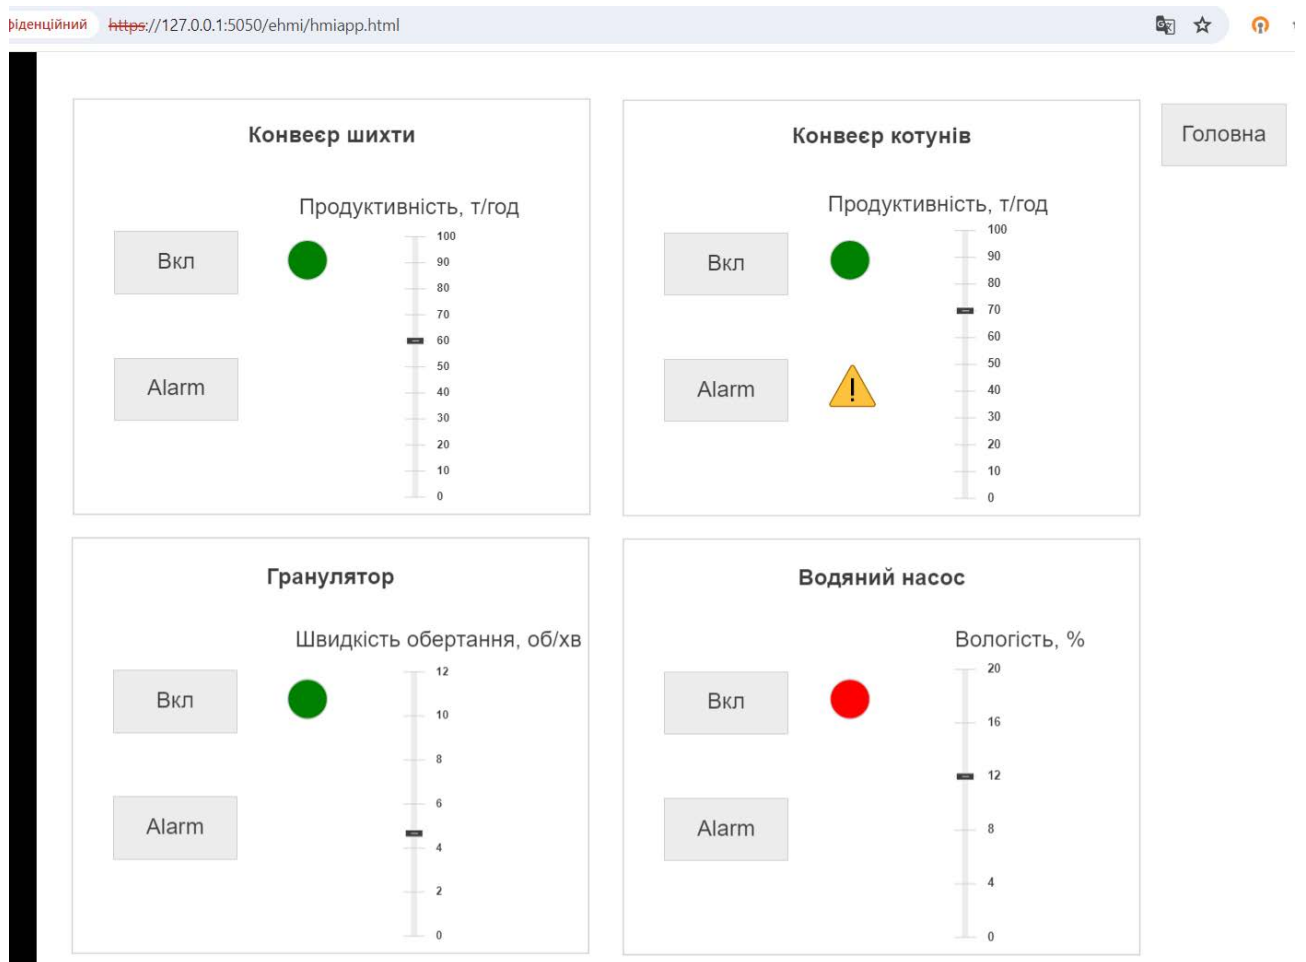 фіденційний https://127.0.0.1:5050/ehmi/hmiapp.html
Конвеєр шихти
Продуктивність, т/год
Вкл
100
90
80
70
60
50
40
30
20
10
0
Alarm
Конвеєр котунів
Продуктивність, т/год
Вкл
100
90
80
70
60
50
40
30
20
10
0
Alarm
Головна
Гранулятор
Швидкість обертання, об/хв
Вкл
12
10
8
6
4
2
0
Alarm
Водяний насос
Вологість, %
Вкл
20
16
12
8
4
0
Alarm